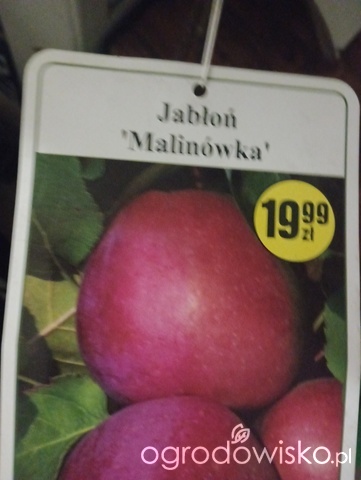 Jabłoń
'Malinówka'
19 99
zł
ogrodowisko.pl